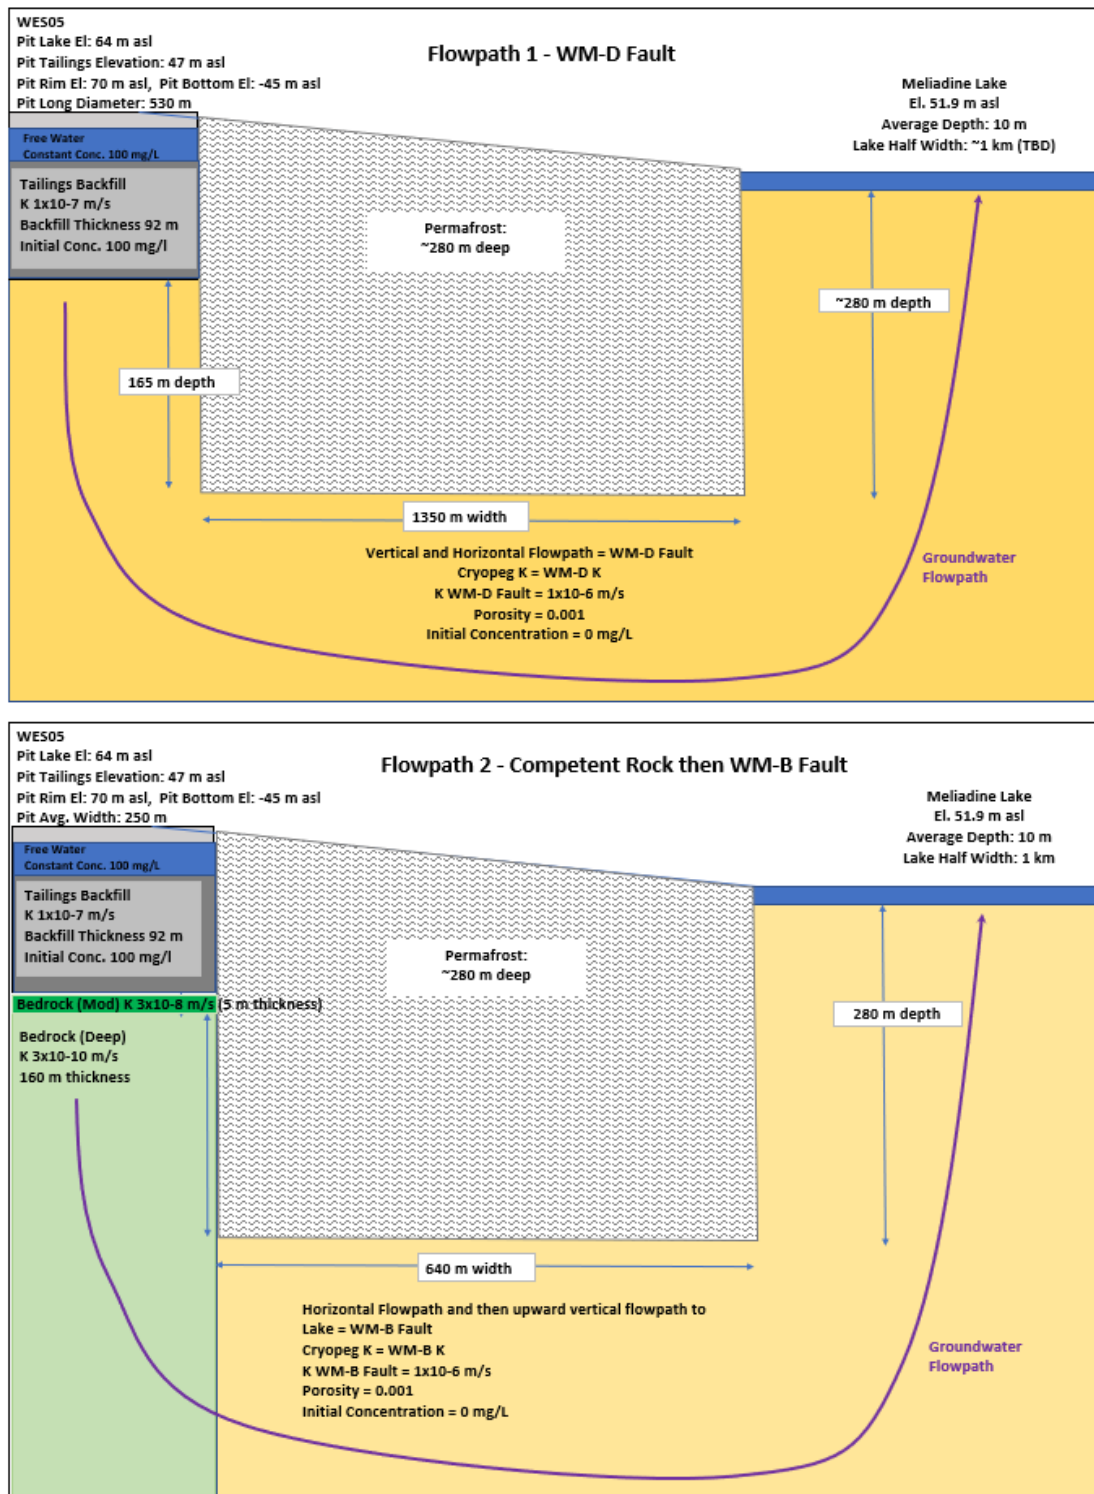 WES05
Pit Lake El: 64 m asl
Pit Tailings Elevation: 47 m asl
Pit Rim El: 70 m asl, Pit Bottom El: -45 m asl
Pit Long Diameter: 530 m
Flowpath 1 - WM-D Fault
Meliadine Lake
El. 51.9 m asl
Average Depth: 10 m
Lake Half Width: ~1 km (TBD)
Free Water
Constant Conc. 100 mg/L
Tailings Backfill
K 1x10-7 m/s
Backfill Thickness 92 m
Initial Conc. 100 mg/l
Permafrost:
~280 m deep
~280 m depth
165 m depth
1350 m width
Vertical and Horizontal Flowpath = WM-D Fault
Cryopeg K = WM-D K
K WM-D Fault = 1x10-6 m/s
Porosity = 0.001
Initial Concentration = 0 mg/L
Groundwater
Flowpath
WES05
Pit Lake El: 64 m asl
Pit Tailings Elevation: 47 m asl
Pit Rim El: 70 m asl, Pit Bottom El: -45 m asl
Pit Avg. Width: 250 m
Flowpath 2 - Competent Rock then WM-B Fault
Meliadine Lake
El. 51.9 m asl
Average Depth: 10 m
Lake Half Width: 1 km
Free Water
Constant Conc. 100 mg/L
Tailings Backfill
K 1x10-7 m/s
Backfill Thickness 92 m
Initial Conc. 100 mg/l
Permafrost:
~280 m deep
Bedrock (Mod) K 3x10-8 m/s (5 m thickness)
280 m depth
Bedrock (Deep)
K 3x10-10 m/s
160 m thickness
640 m width
Horizontal Flowpath and then upward vertical flowpath to
Lake = WM-B Fault
Cryopeg K = WM-B K
K WM-B Fault = 1x10-6 m/s
Porosity = 0.001
Initial Concentration = 0 mg/L
Groundwater
Flowpath